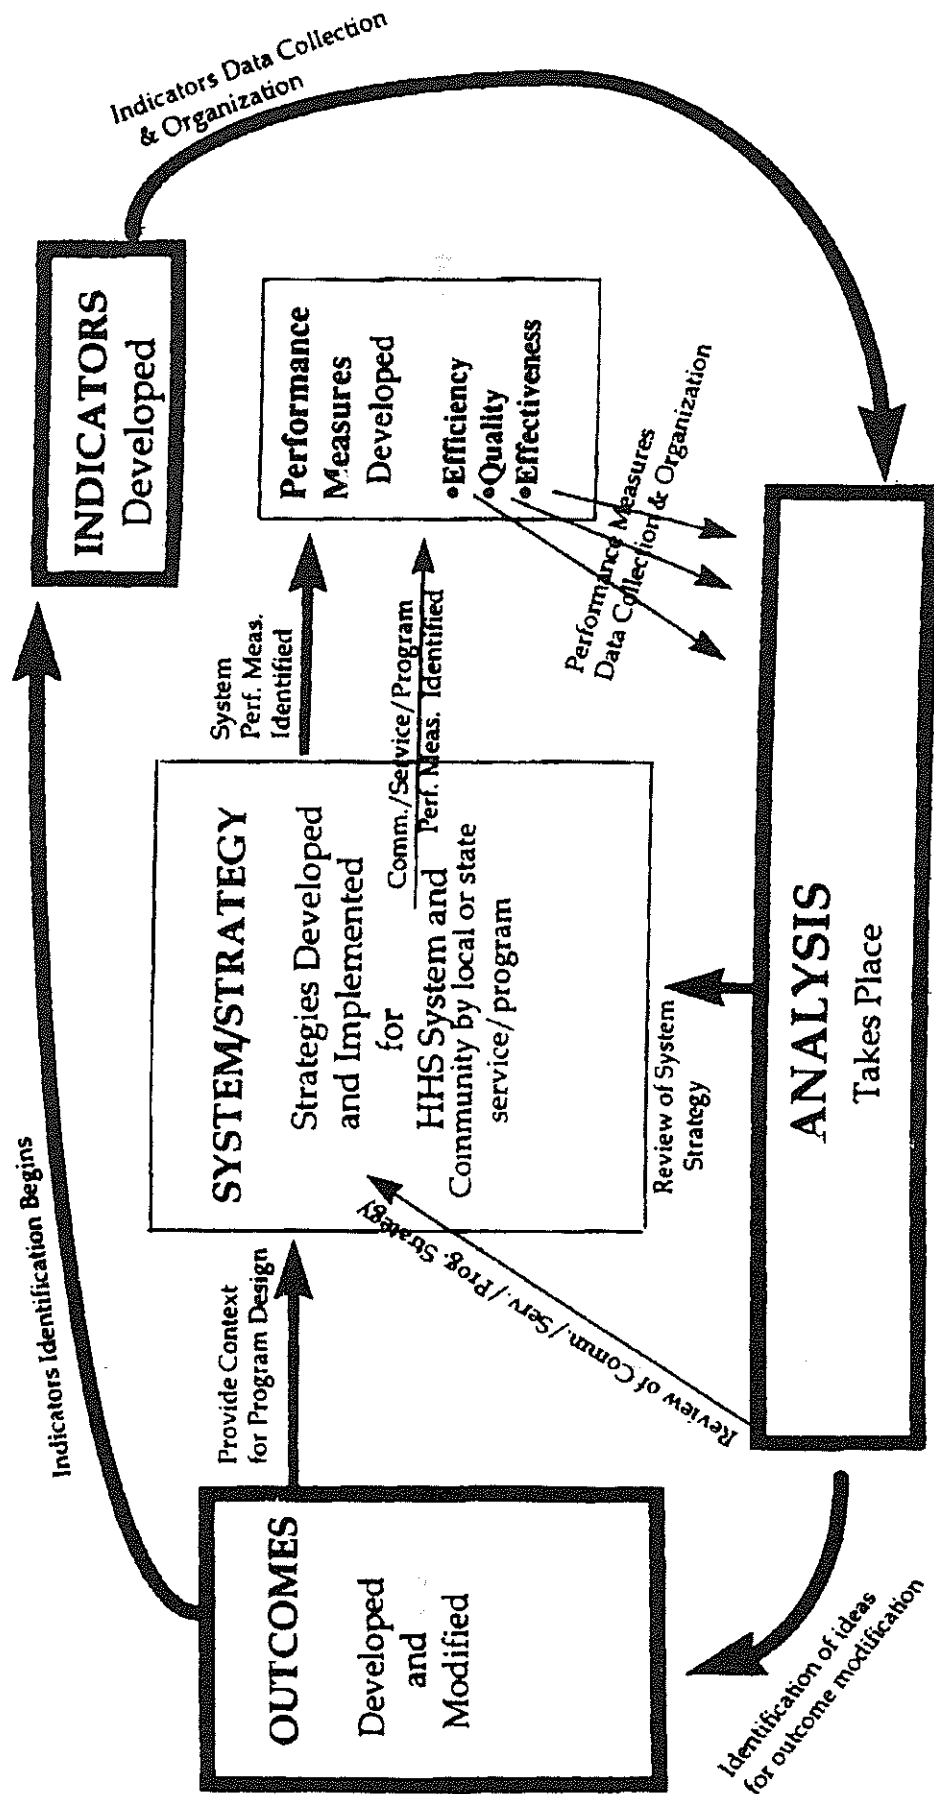 Indicators Identification Begins
INDICATORS
Developed
Indicators Data Collection
& Organization
OUTCOMES
Developed
and
Modified
Provide Context
for Program Design
SYSTEM/STRATEGY
Strategies Developed
and Implemented
for
HHS System and
Community by local or state
service/program
System
Perf. Meas.
Identified
Comm./Service/Program
Perf. Meas. Identified
Performance
Measures
Developed
•Efficiency
•Quality
•Effectiveness
Performance Measures
Data Collection & Organization
Review of Comm./Serv./Prog. Strategy
Review of System
Strategy
ANALYSIS
Takes Place
Identification of ideas
for outcome modification